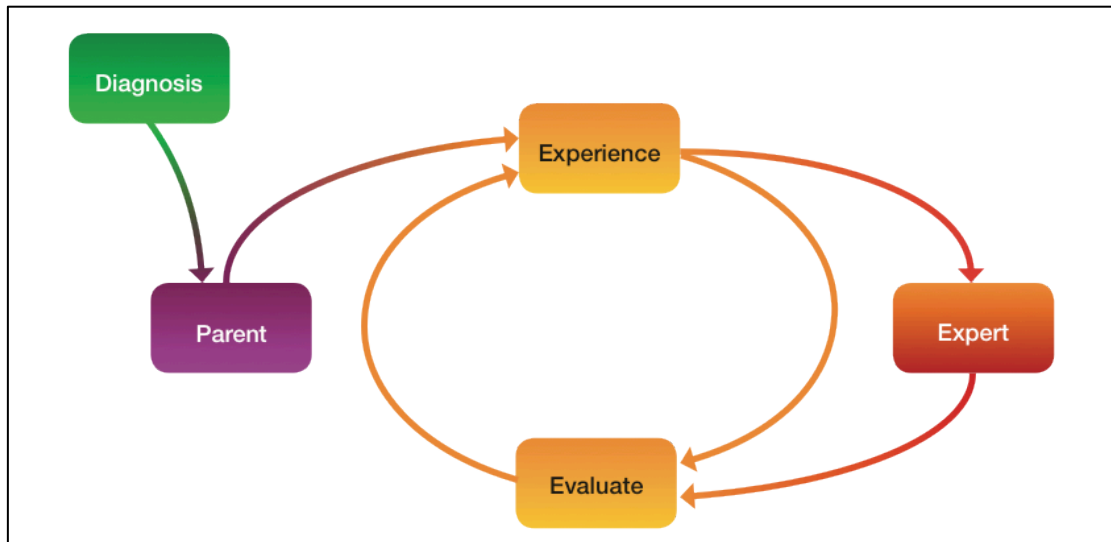 Diagnosis
Experience
Parent
Expert
Evaluate